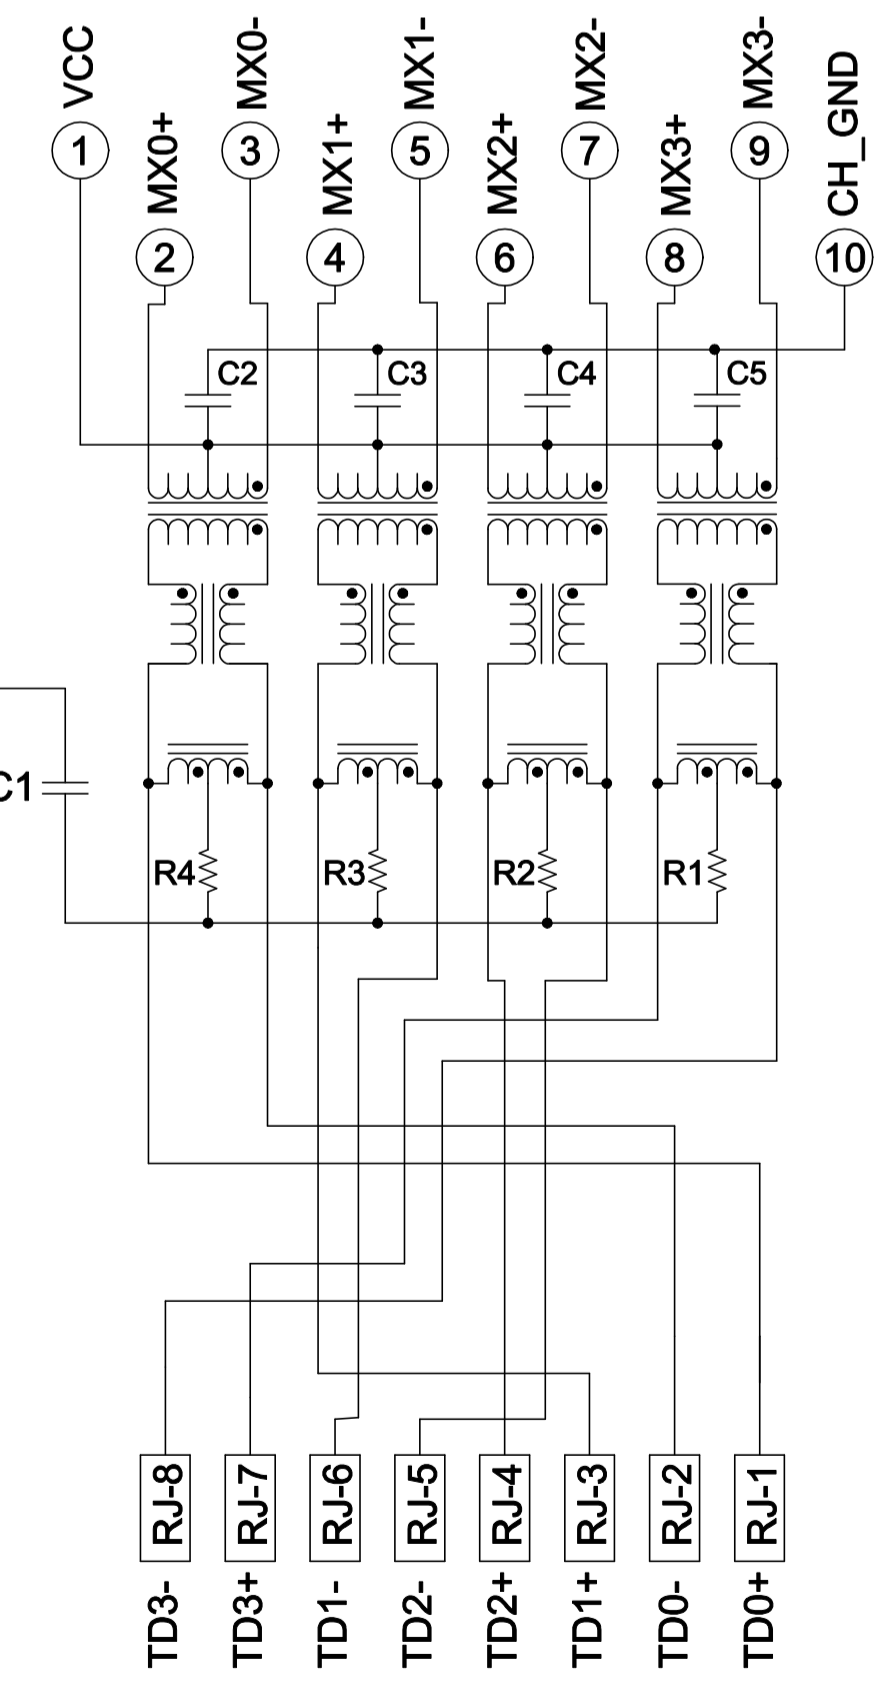 VCC
MX0-
MX1-
MX2-
MX3-
MX0+
MX1+
MX2+
MX3+
CH_GND
1
3
5
7
9
2
4
6
8
10
C2
C3
C4
C5
C1
R4
R3
R2
R1
RJ-8
RJ-7
RJ-6
RJ-5
RJ-4
RJ-3
RJ-2
RJ-1
TD3-
TD3+
TD1-
TD2-
TD2+
TD1+
TD0-
TD0+